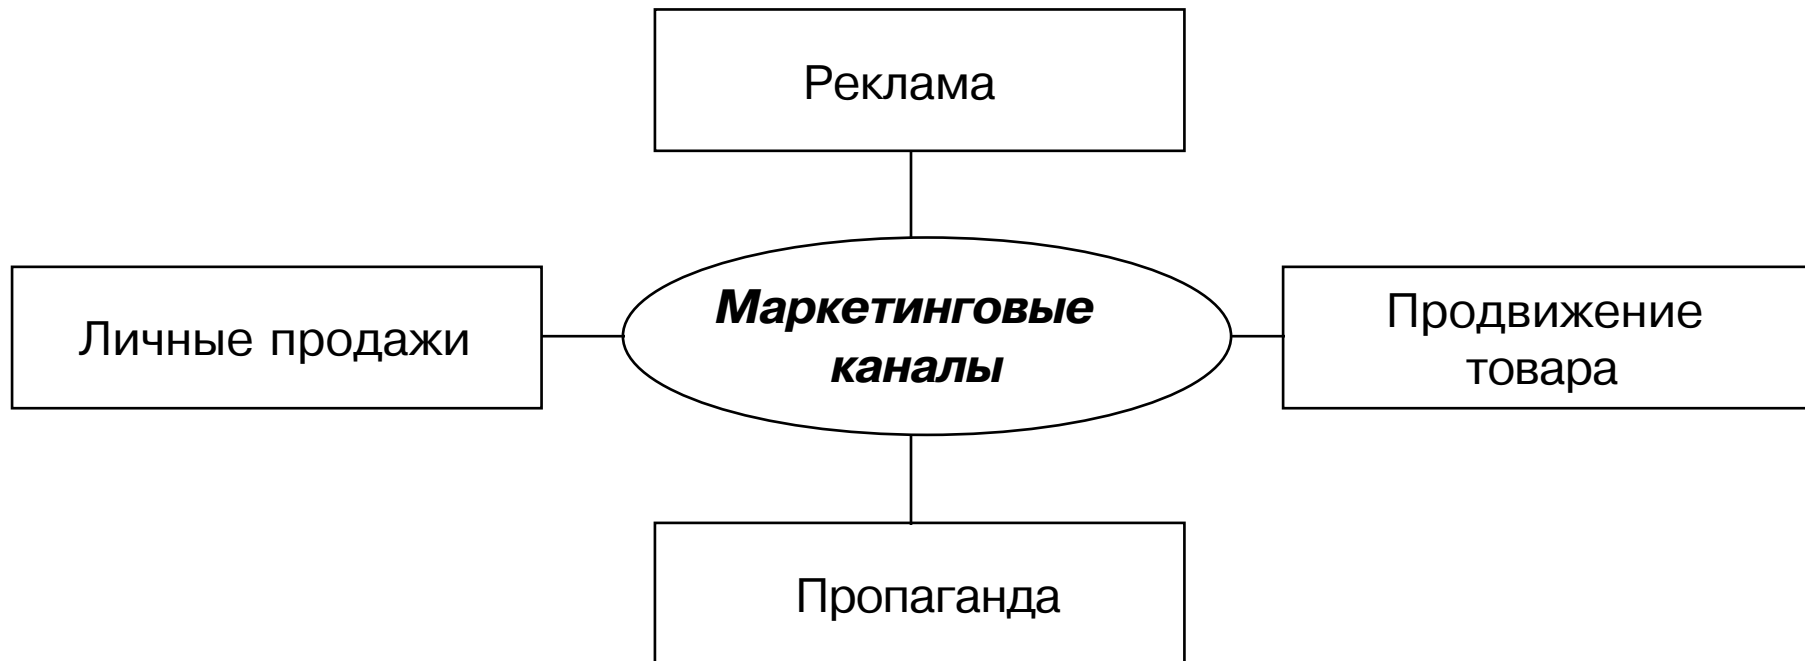 Реклама
Личные продажи
Маркетинговые
каналы
Продвижение
товара
Пропаганда